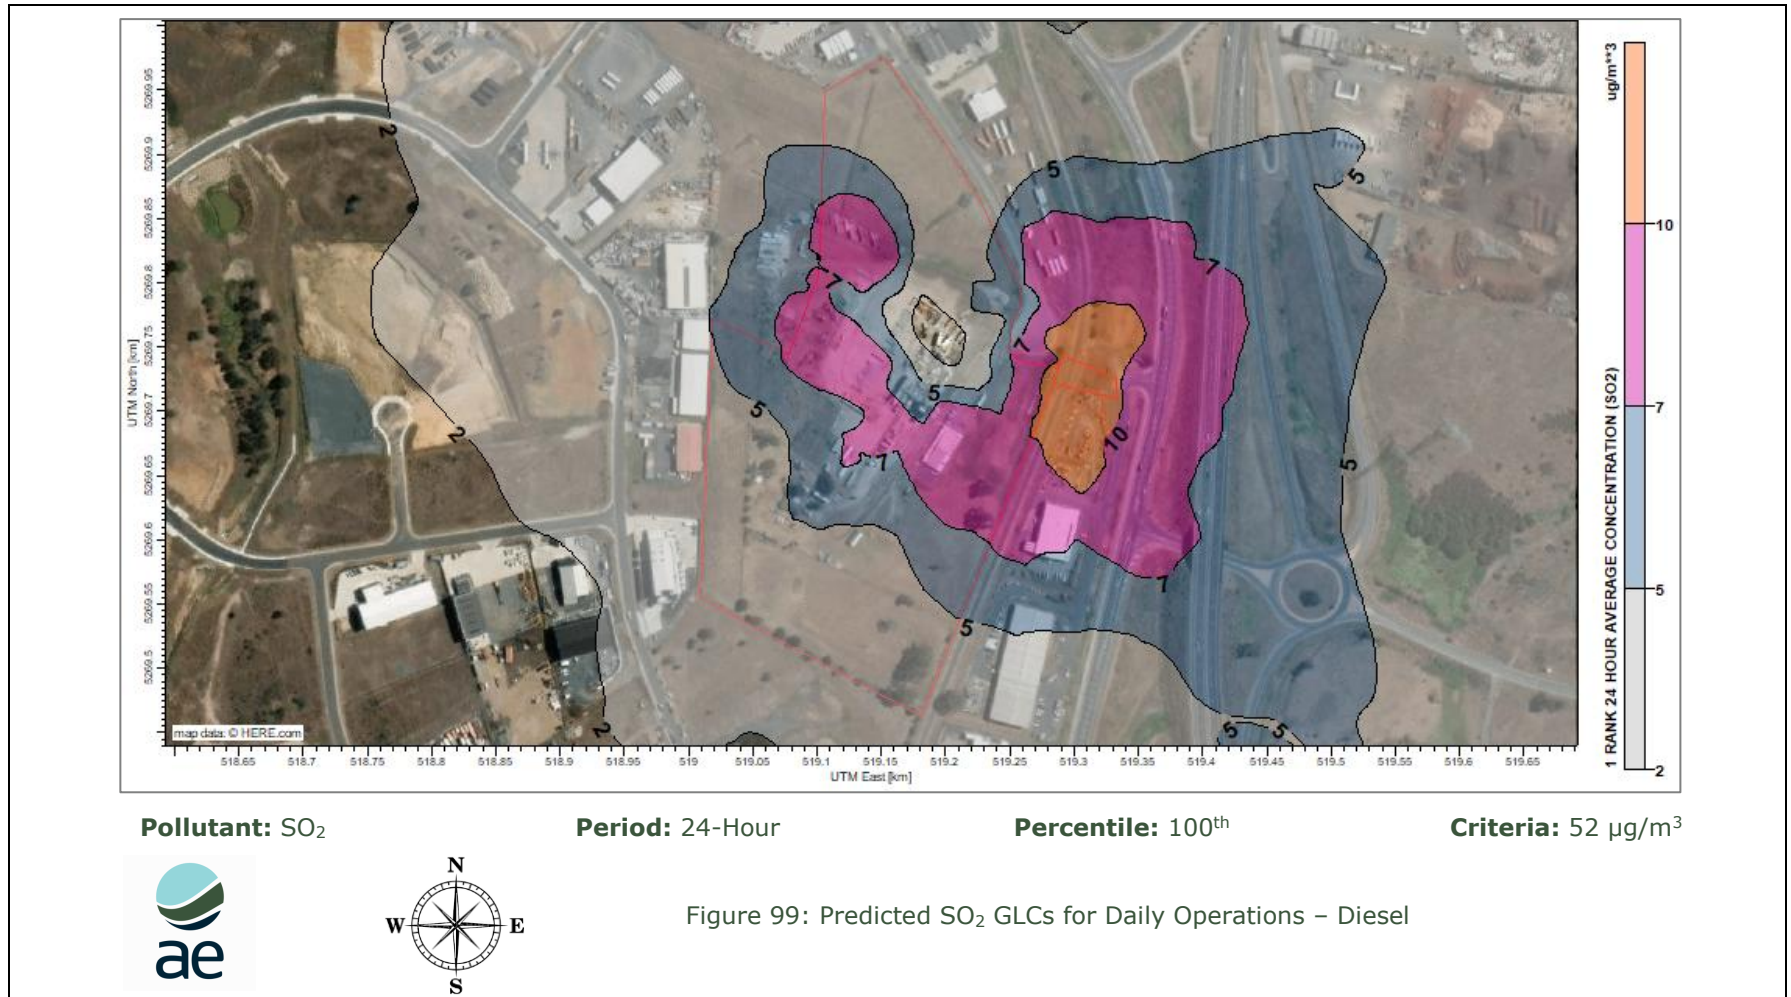 5269.95
5269.9
5269.85
5269.8
5269.75
5269.7
5269.65
5269.6
5269.55
5269.5
UTM North [km]
2
2
2
5
5
5
5
5
5
5
5
7
7
7
7
7
10
map data: © HERE.com
518.65 518.7 518.75 518.8 518.85 518.9 518.95 519 519.05 519.1 519.15 519.2 519.25 519.3 519.35 519.4 519.45 519.5 519.55 519.6 519.65
UTM East [km]
ug/m**3
1 RANK 24 HOUR AVERAGE CONCENTRATION (SO2)
10
7
5
2
Pollutant: SO₂ Period: 24-Hour Percentile: 100ᵗʰ Criteria: 52 µg/m³
ae
N
W E
S
Figure 99: Predicted SO₂ GLCs for Daily Operations – Diesel